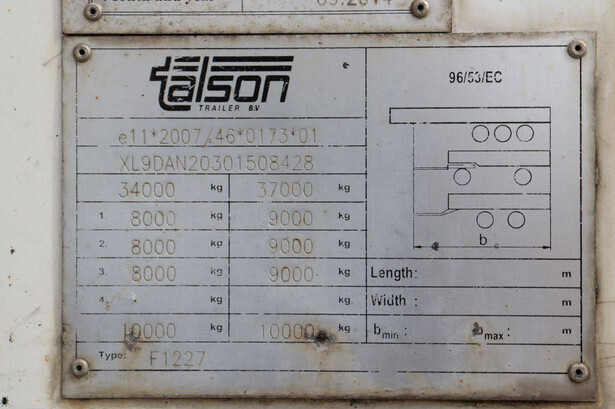 talson
TRAILER B.V
96/53/EC
e11*2007/46*0173*01
XL9DAN20301508428
34000 kg 37000 kg
1. 8000 kg 9000 kg
2. 8000 kg 9000 kg
3. 8000 kg 9000 kg
4. kg kg
10000 kg 10000 kg
Type: F1227
b
Length: m
Width : m
bmin : bmax : m